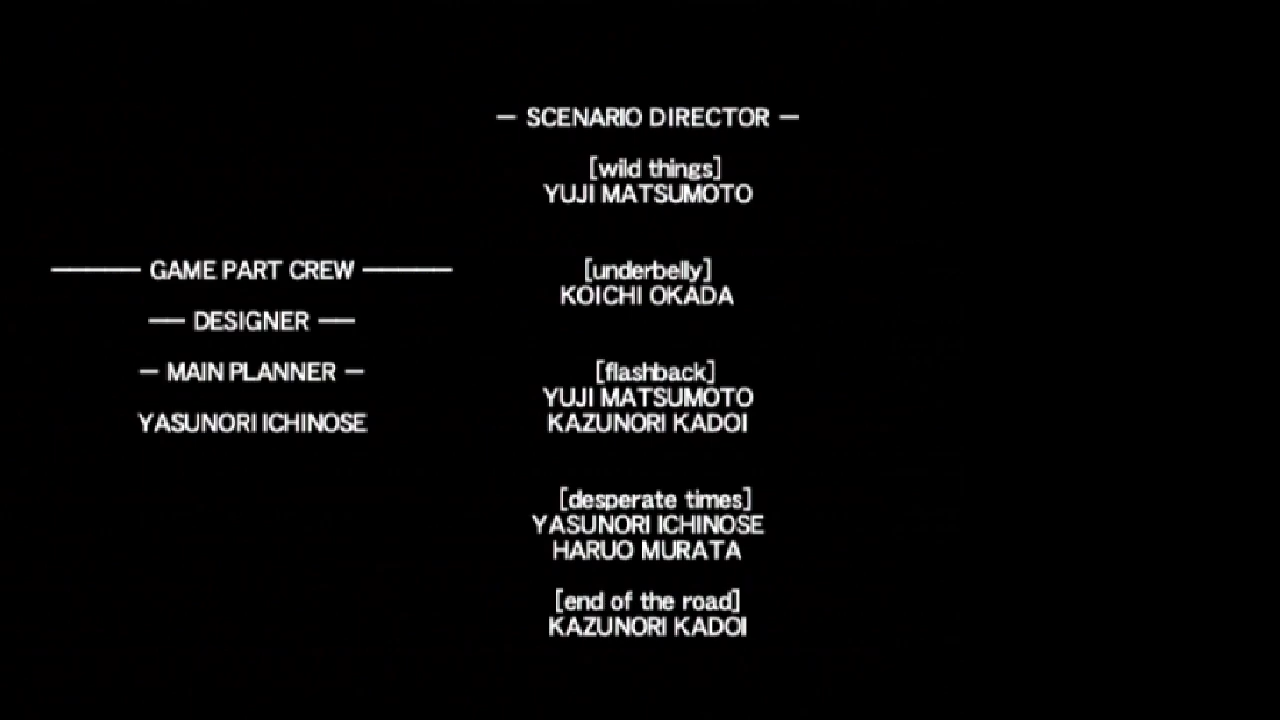 ——— GAME PART CREW ———
—— DESIGNER ——
— MAIN PLANNER —
YASUNORI ICHINOSE
— SCENARIO DIRECTOR —
[wild things]
YUJI MATSUMOTO
[underbelly]
KOICHI OKADA
[flashback]
YUJI MATSUMOTO
KAZUNORI KADOI
[desperate times]
YASUNORI ICHINOSE
HARUO MURATA
[end of the road]
KAZUNORI KADOI